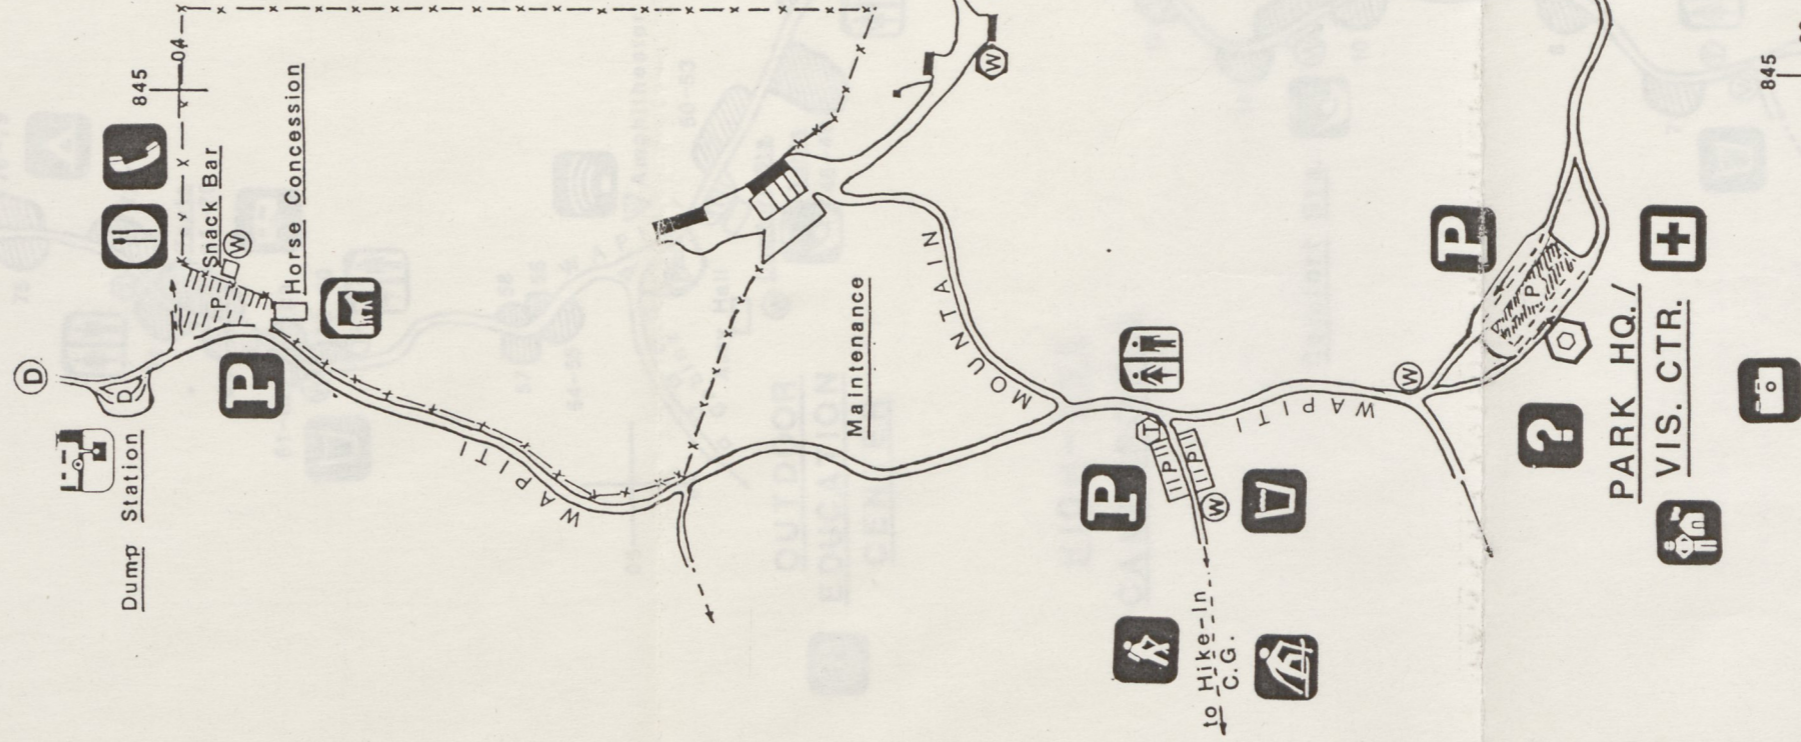 845
04
Snack Bar
W
Horse Concession
P
D
D
P
Dump Station
WAPITI
W
Maintenance
MOUNTAIN
WAPITI
T
P
P
P
W
to Hike-In
C.G.
W
P
P
?
PARK HQ./
VIS. CTR.
845